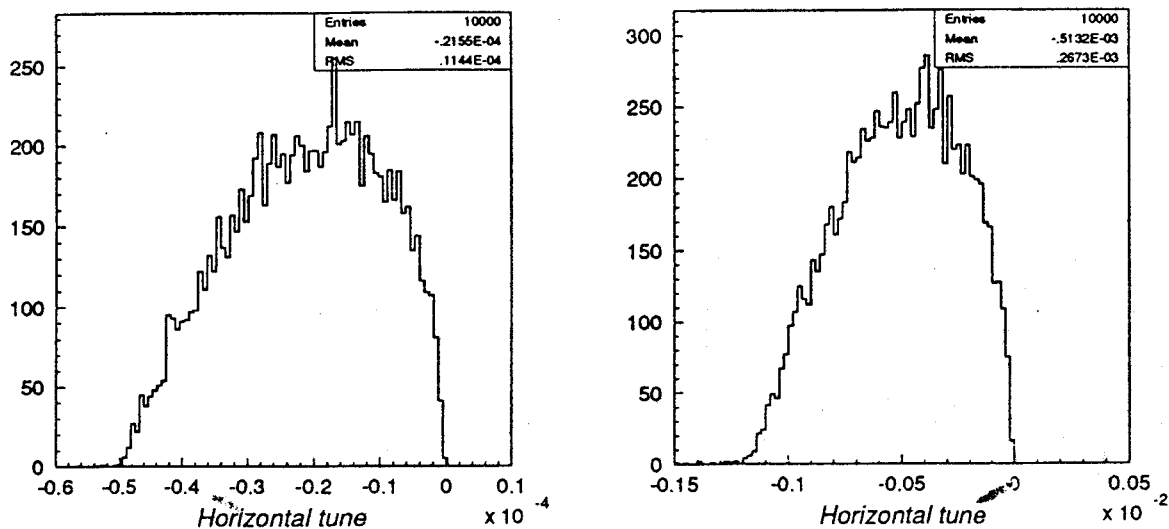 Entries 10000
Mean -.2155E-04
RMS .1144E-04
250
200
150
100
50
0
-0.6 -0.5 -0.4 -0.3 -0.2 -0.1 0 0.1
x 10 -4
Horizontal tune
Entries 10000
Mean -.5132E-03
RMS .2673E-03
300
250
200
150
100
50
0
-0.15 -0.1 -0.05 0 0.05
x 10 -2
Horizontal tune